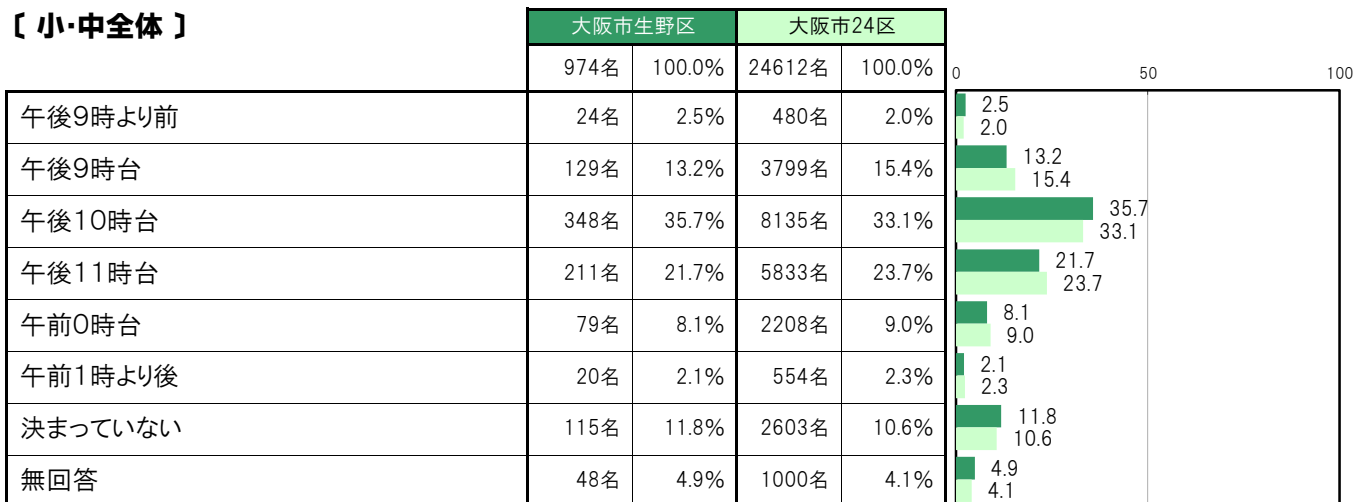 〔 小・中全体 〕
大阪市生野区 大阪市24区
974名 100.0% 24612名 100.0%
0 50 100
午後9時より前 24名 2.5% 480名 2.0% 2.5
2.0
午後9時台 129名 13.2% 3799名 15.4% 13.2
15.4
午後10時台 348名 35.7% 8135名 33.1% 35.7
33.1
午後11時台 211名 21.7% 5833名 23.7% 21.7
23.7
午前0時台 79名 8.1% 2208名 9.0% 8.1
9.0
午前1時より後 20名 2.1% 554名 2.3% 2.1
2.3
決まっていない 115名 11.8% 2603名 10.6% 11.8
10.6
無回答 48名 4.9% 1000名 4.1% 4.9
4.1